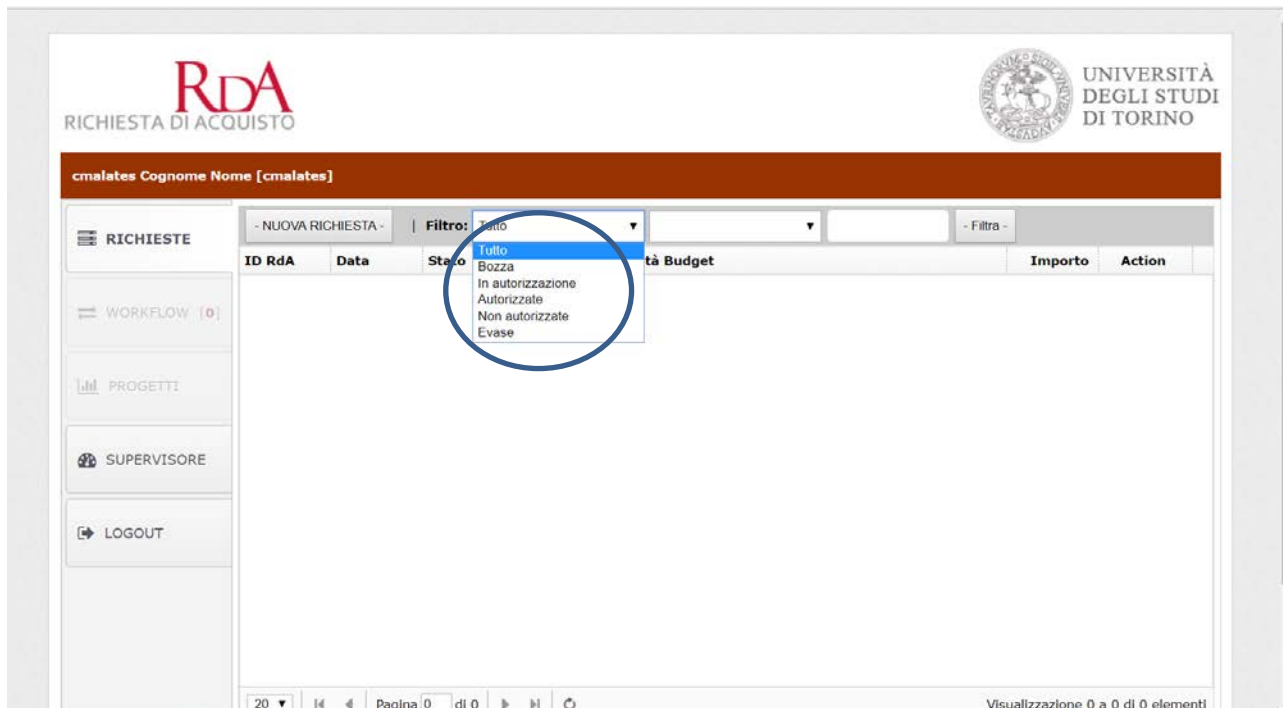 RDA
RICHIESTA DI ACQUISTO
UNIVERSITÀ
DEGLI STUDI
DI TORINO
cmalates Cognome Nome [cmalates]
RICHIESTE
WORKFLOW [0]
PROGETTI
SUPERVISORE
LOGOUT
- NUOVA RICHIESTA - | Filtro: Tutto - Filtra -
ID RdA Data Stato tà Budget Importo Action
Tutto
Bozza
In autorizzazione
Autorizzate
Non autorizzate
Evase
20 Pagina 0 di 0 Visualizzazione 0 a 0 di 0 elementi